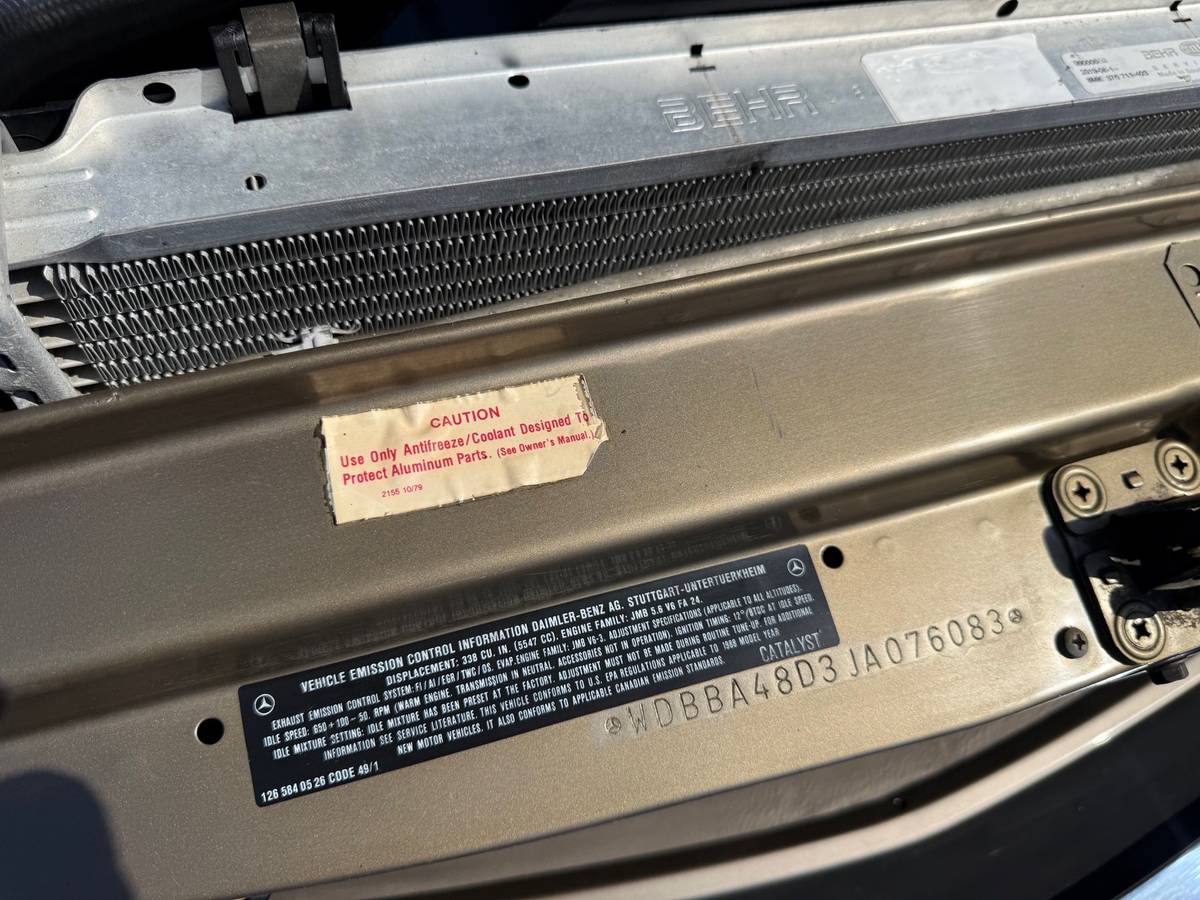 BEHR
BEHR
CAUTION
Use Only Antifreeze/Coolant Designed To
Protect Aluminum Parts. (See Owner's Manual.)
2155 10/79
VEHICLE EMISSION CONTROL INFORMATION DAIMLER-BENZ AG. STUTTGART-UNTERTUERKHEIM
DISPLACEMENT: 338 CU. IN. (5547 CC). ENGINE FAMILY: JMB 5.6 V6 FA 24.
EXHAUST EMISSION CONTROL SYSTEM: FI/AI/EGR/TWC/OS. EVAP. ENGINE FAMILY: JMD V6-3. ADJUSTMENT SPECIFICATIONS (APPLICABLE TO ALL ALTITUDES).
IDLE SPEED: 650 + 100 - 50. RPM (WARM ENGINE. TRANSMISSION IN NEUTRAL. ACCESSORIES NOT IN OPERATION). IGNITION TIMING: 12°/BTDC AT IDLE SPEED
IDLE MIXTURE SETTING: IDLE MIXTURE HAS BEEN PRESET AT THE FACTORY. ADJUSTMENT MUST NOT BE MADE DURING ROUTINE TUNE-UP. FOR ADDITIONAL
INFORMATION SEE SERVICE LITERATURE. THIS VEHICLE CONFORMS TO U.S. EPA REGULATIONS APPLICABLE TO 1988 MODEL YEAR
NEW MOTOR VEHICLES. IT ALSO CONFORMS TO APPLICABLE CANADIAN EMISSION STANDARDS.
CATALYST
126 584 05 26 CODE 49/1
WDBBA48D3JA076083